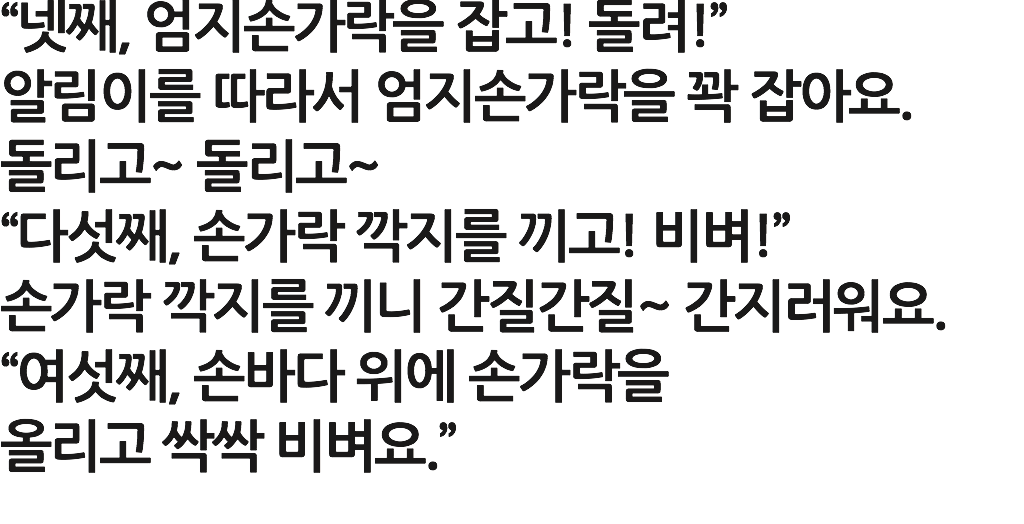 “넷째, 엄지손가락을 잡고! 돌려!”
알림이를 따라서 엄지손가락을 꽉 잡아요.
돌리고~ 돌리고~
“다섯째, 손가락 깍지를 끼고! 비벼!”
손가락 깍지를 끼니 간질간질~ 간지러워요.
“여섯째, 손바다 위에 손가락을
올리고 싹싹 비벼요.”